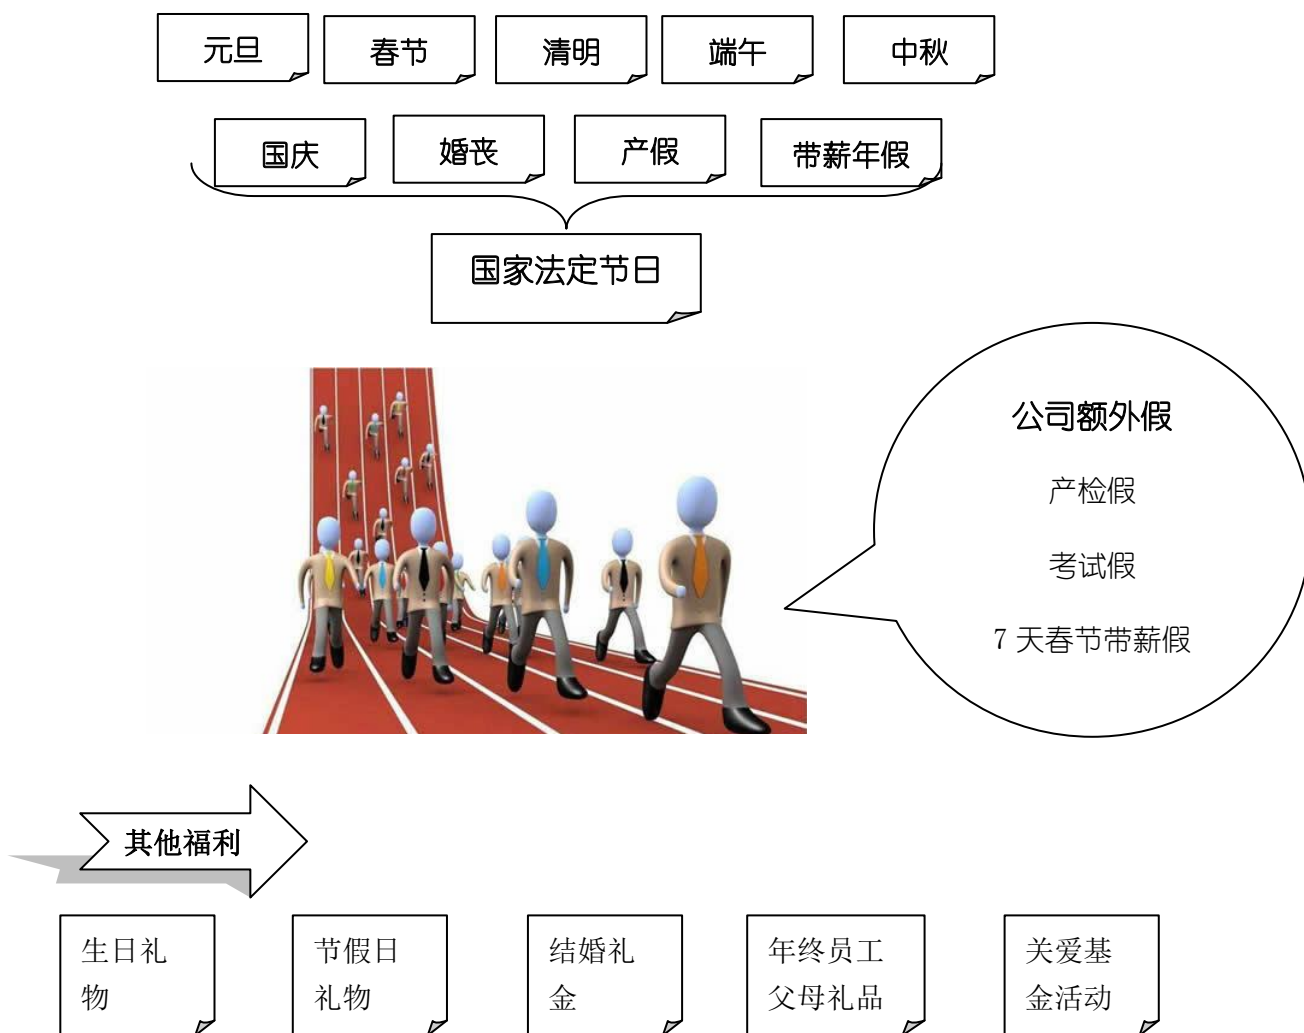 元旦
春节
清明
端午
中秋
国庆
婚丧
产假
带薪年假
国家法定节日
公司额外假
产检假
考试假
7 天春节带薪假
其他福利
生日礼
物
节假日
礼物
结婚礼
金
年终员工
父母礼品
关爱基
金活动